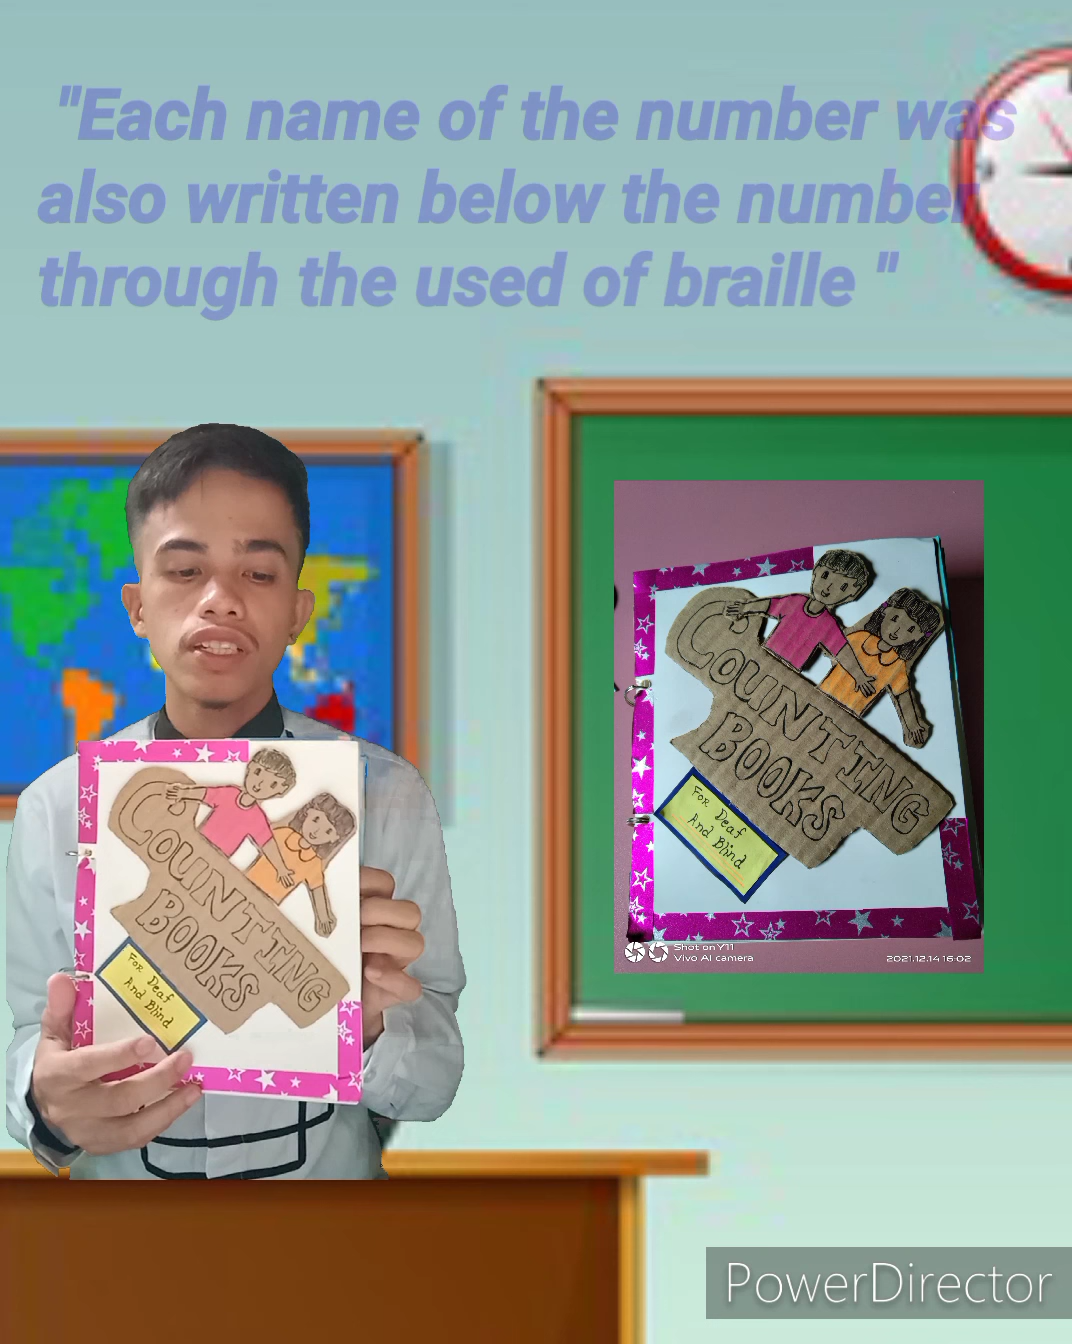 "Each name of the number was
also written below the number
through the used of braille "
COUNTING
BOOKS
For Deaf
And Blind
COUNTING
BOOKS
For Deaf
And Blind
Shot on Y11
Vivo AI camera
2021.12.14 16:02
PowerDirector